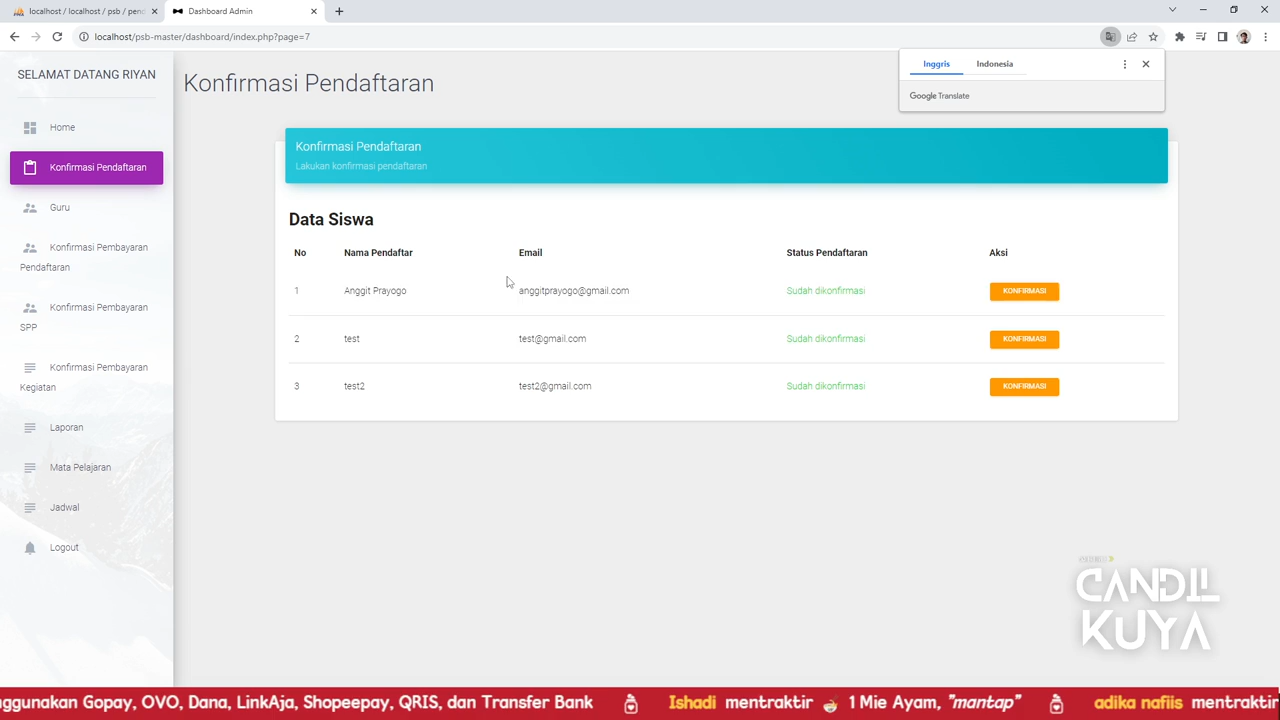 localhost / localhost / psb / pend
Dashboard Admin
localhost/psb-master/dashboard/index.php?page=7
Inggris
Indonesia
Google Translate
SELAMAT DATANG RIYAN
Home
Konfirmasi Pendaftaran
Guru
Konfirmasi Pembayaran
Pendaftaran
Konfirmasi Pembayaran
SPP
Konfirmasi Pembayaran
Kegiatan
Laporan
Mata Pelajaran
Jadwal
Logout
Konfirmasi Pendaftaran
Konfirmasi Pendaftaran
Lakukan konfirmasi pendaftaran
Data Siswa
No Nama Pendaftar Email Status Pendaftaran Aksi
1 Anggit Prayogo anggitprayogo@gmail.com Sudah dikonfirmasi KONFIRMASI
2 test test@gmail.com Sudah dikonfirmasi KONFIRMASI
3 test2 test2@gmail.com Sudah dikonfirmasi KONFIRMASI
CANDIL
KUYA
nggunakan Gopay, OVO, Dana, LinkAja, Shopeepay, QRIS, dan Transfer Bank Ishadi mentraktir 1 Mie Ayam, "mantap" adika nafiis mentraktir